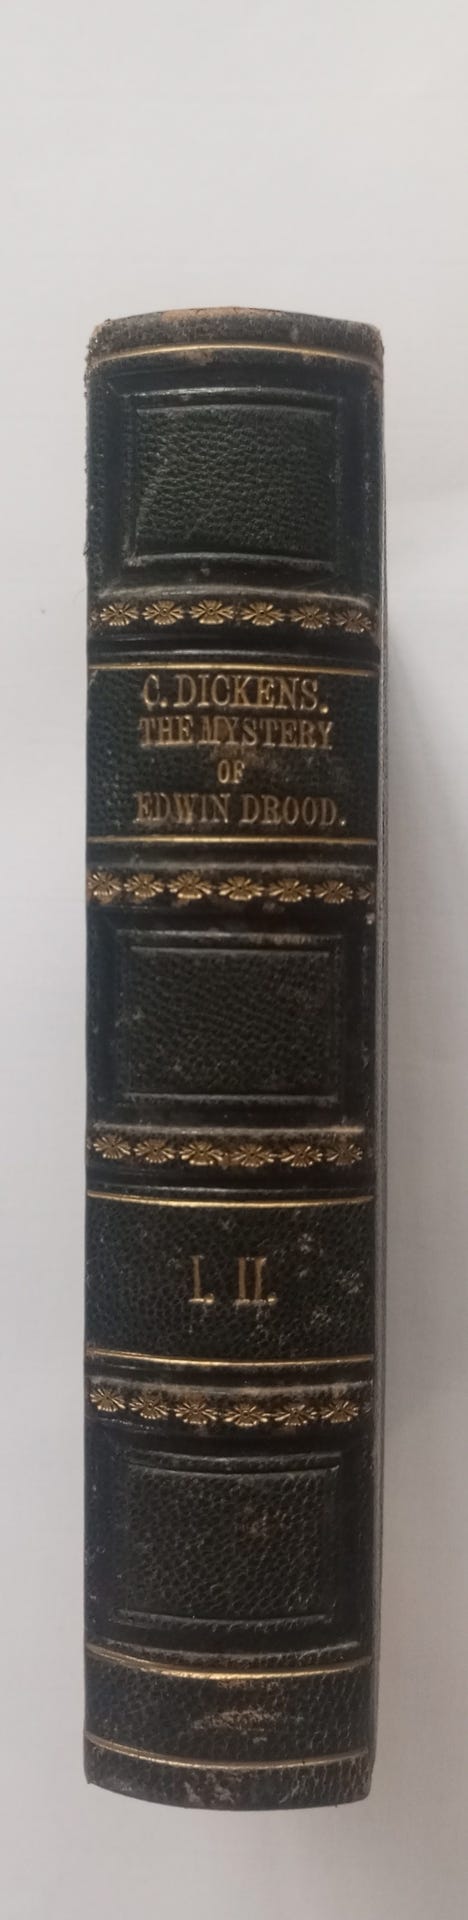 C. DICKENS.
THE MYSTERY
OF
EDWIN DROOD.
I. II.